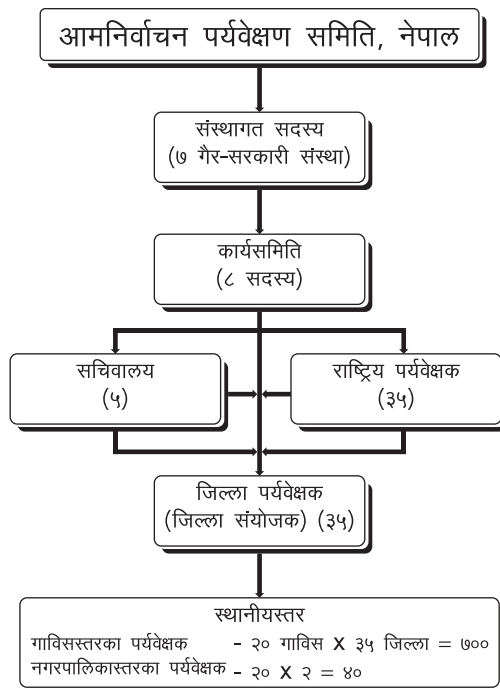 आमनिर्वाचन पर्यवेक्षण समिति, नेपाल
संस्थागत सदस्य
(७ गैर-सरकारी संस्था)
कार्यसमिति
(८ सदस्य)
सचिवालय
(५)
राष्ट्रिय पर्यवेक्षक
(३५)
जिल्ला पर्यवेक्षक
(जिल्ला संयोजक) (३५)
स्थानीयस्तर
गाविसस्तरका पर्यवेक्षक - २० गाविस X ३५ जिल्ला = ७००
नगरपालिकास्तरका पर्यवेक्षक - २० X २ = ४०